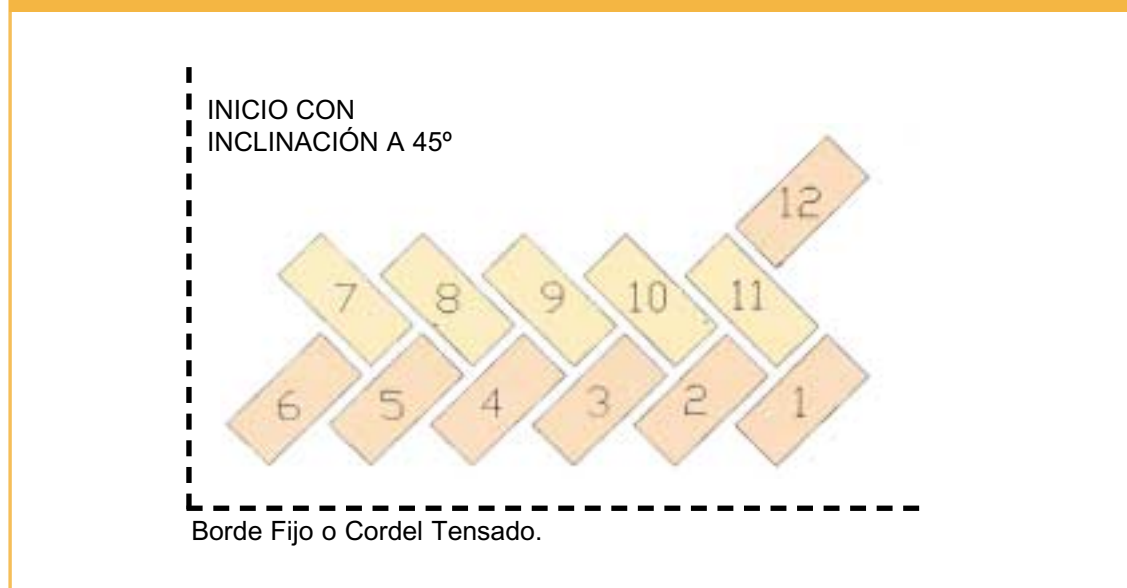 INICIO CON
INCLINACIÓN A 45º
12
7 8 9 10 11
6 5 4 3 2 1
Borde Fijo o Cordel Tensado.